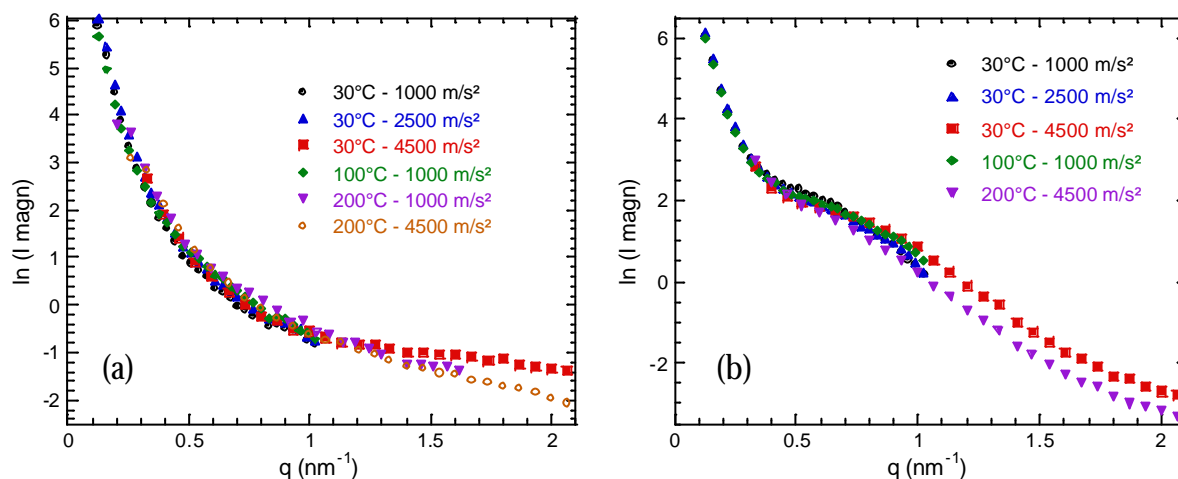 6
5
4
3
2
1
0
-1
-2
ln (I magn)
30°C - 1000 m/s²
30°C - 2500 m/s²
30°C - 4500 m/s²
100°C - 1000 m/s²
200°C - 1000 m/s²
200°C - 4500 m/s²
(a)
0 0.5 1 1.5 2
q (nm⁻¹)
6
4
2
0
-2
ln (I magn)
30°C - 1000 m/s²
30°C - 2500 m/s²
30°C - 4500 m/s²
100°C - 1000 m/s²
200°C - 4500 m/s²
(b)
0 0.5 1 1.5 2
q (nm⁻¹)